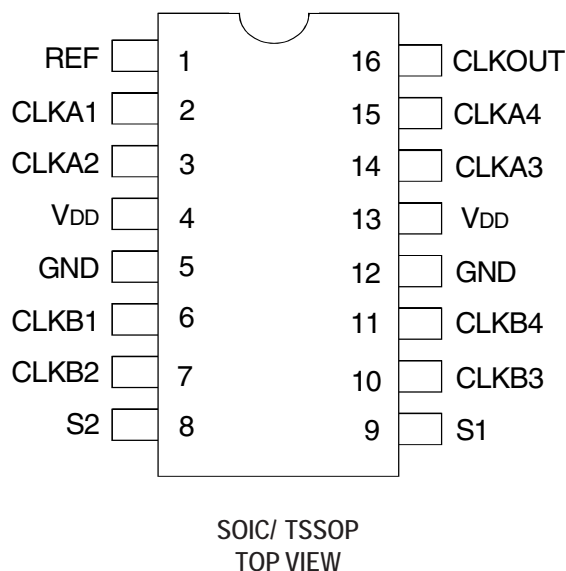 REF 1 16 CLKOUT
CLKA1 2 15 CLKA4
CLKA2 3 14 CLKA3
VDD 4 13 VDD
GND 5 12 GND
CLKB1 6 11 CLKB4
CLKB2 7 10 CLKB3
S2 8 9 S1
SOIC/ TSSOP
TOP VIEW